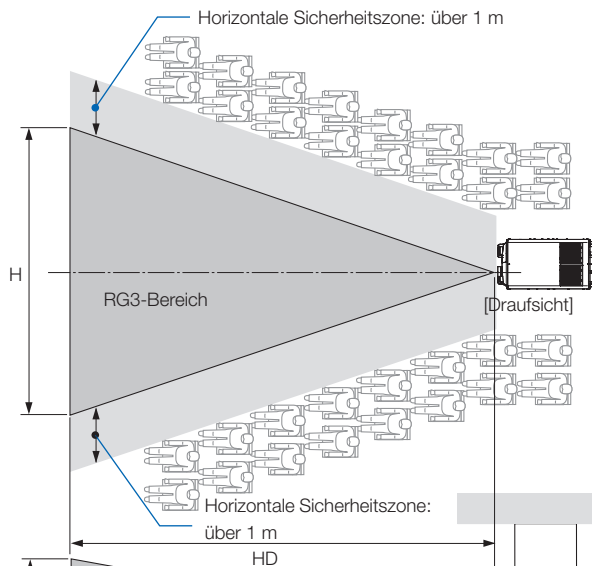 Horizontale Sicherheitszone: über 1 m
H
RG3-Bereich
[Draufsicht]
Horizontale Sicherheitszone:
über 1 m
HD